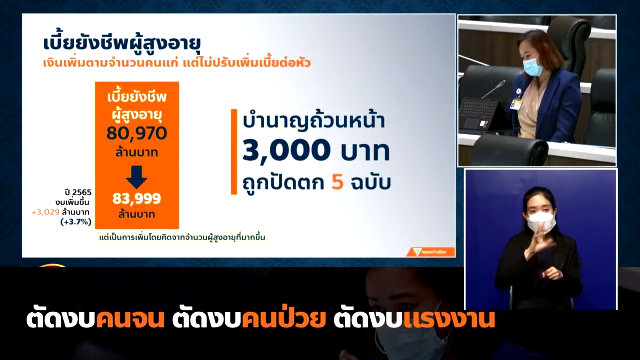 เบี้ยยังชีพผู้สูงอายุ
เงินเพิ่มตามจำนวนคนแก่ แต่ไม่ปรับเพิ่มเบี้ยต่อหัว
เบี้ยยังชีพ
ผู้สูงอายุ
80,970
ล้านบาท
ปี 2565
งบเพิ่มขึ้น
+3,029 ล้านบาท
(+3.7%)
83,999
ล้านบาท
แต่เป็นการเพิ่มโดยคิดจากจำนวนผู้สูงอายุที่มากขึ้น
บำนาญถ้วนหน้า
3,000 บาท
ถูกปัดตก 5 ฉบับ
ตัดงบคนจน ตัดงบคนป่วย ตัดงบแรงงาน